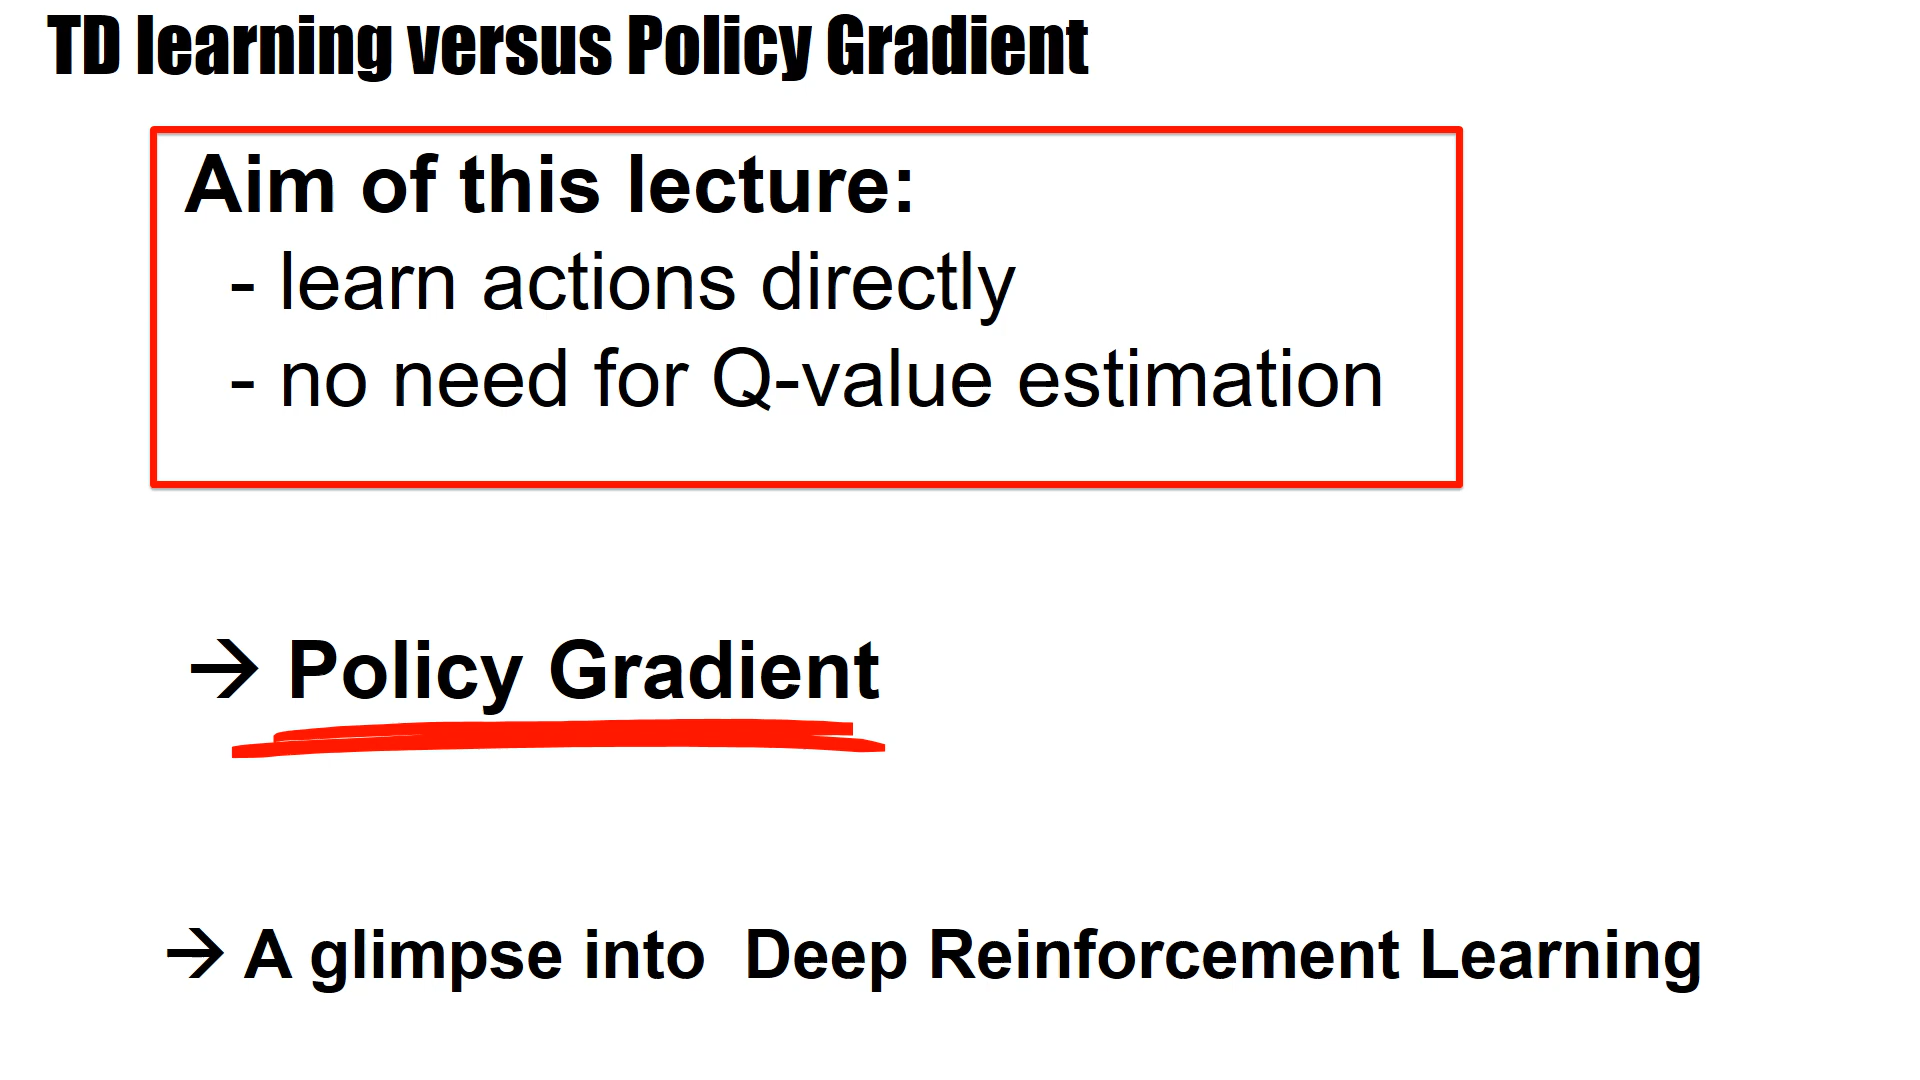 TD learning versus Policy Gradient
Aim of this lecture:
- learn actions directly
- no need for Q-value estimation
→ Policy Gradient
→ A glimpse into Deep Reinforcement Learning